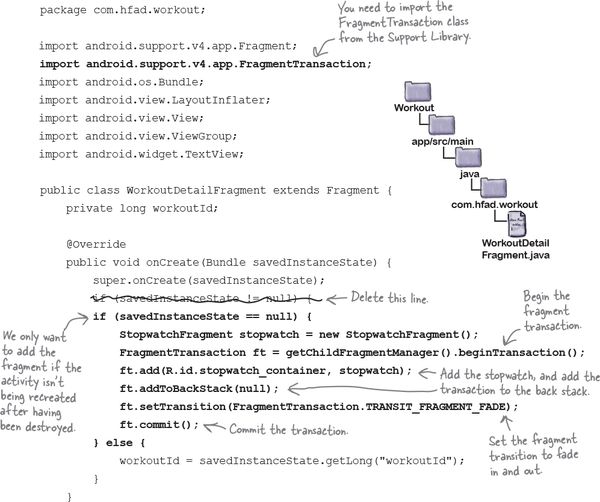 package com.hfad.workout;
You need to import the
FragmentTransaction class
from the Support Library.
import android.support.v4.app.Fragment;
import android.support.v4.app.FragmentTransaction;
import android.os.Bundle;
import android.view.LayoutInflater;
import android.view.View;
import android.view.ViewGroup;
import android.widget.TextView;
Workout
app/src/main
java
com.hfad.workout
WorkoutDetail
Fragment.java
public class WorkoutDetailFragment extends Fragment {
private long workoutId;
@Override
public void onCreate(Bundle savedInstanceState) {
super.onCreate(savedInstanceState);
if (savedInstanceState != null) {
Delete this line.
if (savedInstanceState == null) {
StopwatchFragment stopwatch = new StopwatchFragment();
FragmentTransaction ft = getChildFragmentManager().beginTransaction();
ft.add(R.id.stopwatch_container, stopwatch);
ft.addToBackStack(null);
ft.setTransition(FragmentTransaction.TRANSIT_FRAGMENT_FADE);
ft.commit();
} else {
workoutId = savedInstanceState.getLong("workoutId");
}
}
We only want
to add the
fragment if the
activity isn't
being recreated
after having
been destroyed.
Begin the
fragment
transaction.
Add the stopwatch, and add the
transaction to the back stack.
Commit the transaction.
Set the fragment
transition to fade
in and out.